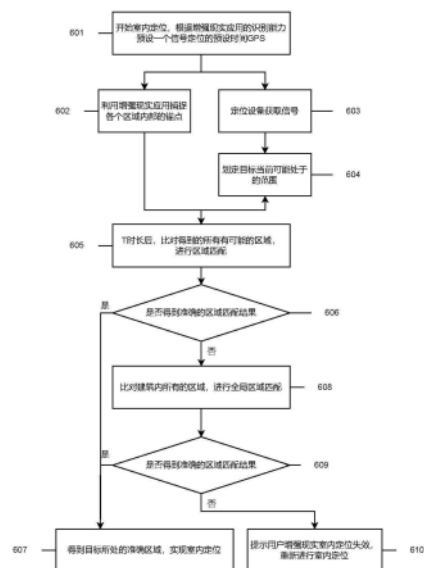 601
开始室内定位，根据增强现实应用的识别能力
预设一个信号定位的预设时间GPS
602
利用增强现实应用捕捉
各个区域内部的锚点
定位设备获取信号
603
划定目标当前可能处于
的范围
604
605
T时长后，比对得到的所有有可能的区域，
进行区域匹配
是
是否得到准确的区域匹配结果
606
否
比对建筑内所有的区域，进行全局区域匹配
608
是
是否得到准确的区域匹配结果
609
否
607
得到目标所处的准确区域，实现室内定位
提示用户增强现实室内定位失效，
重新进行室内定位
610